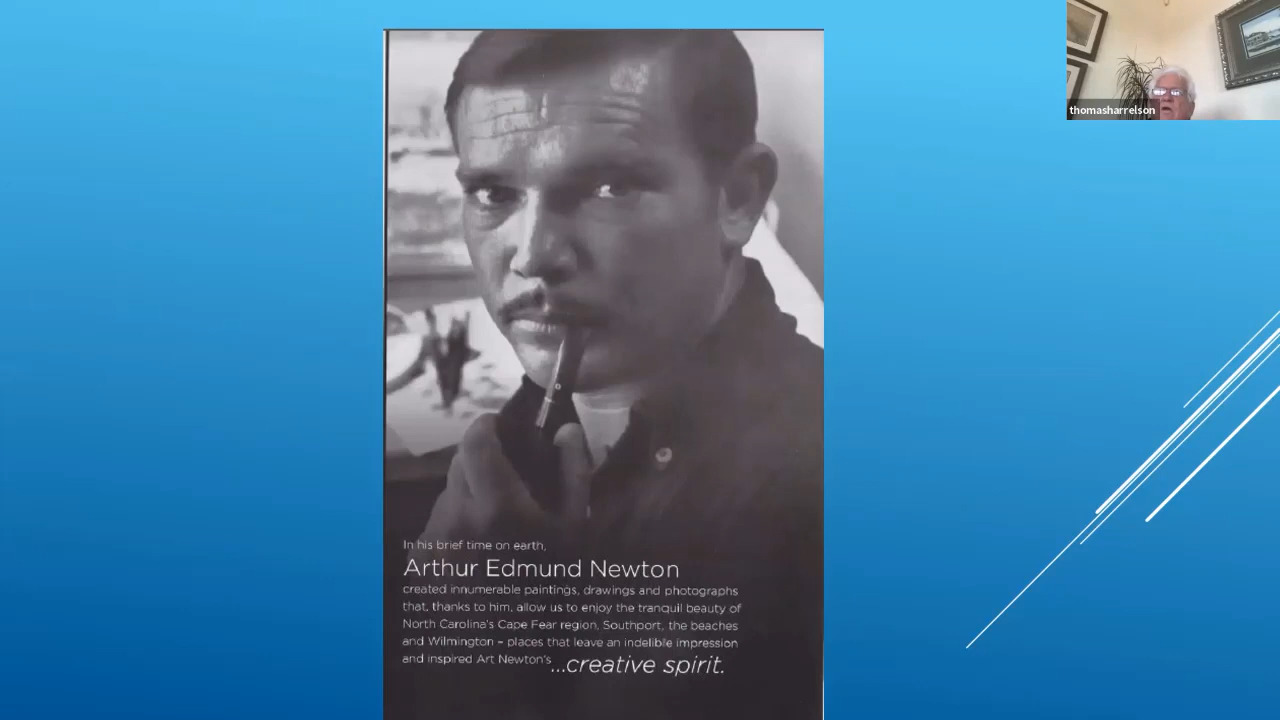 thomasharrelson
In his brief time on earth,
Arthur Edmund Newton
created innumerable paintings, drawings and photographs
that, thanks to him, allow us to enjoy the tranquil beauty of
North Carolina's Cape Fear region, Southport, the beaches
and Wilmington – places that leave an indelible impression
and inspired Art Newton's ...creative spirit.